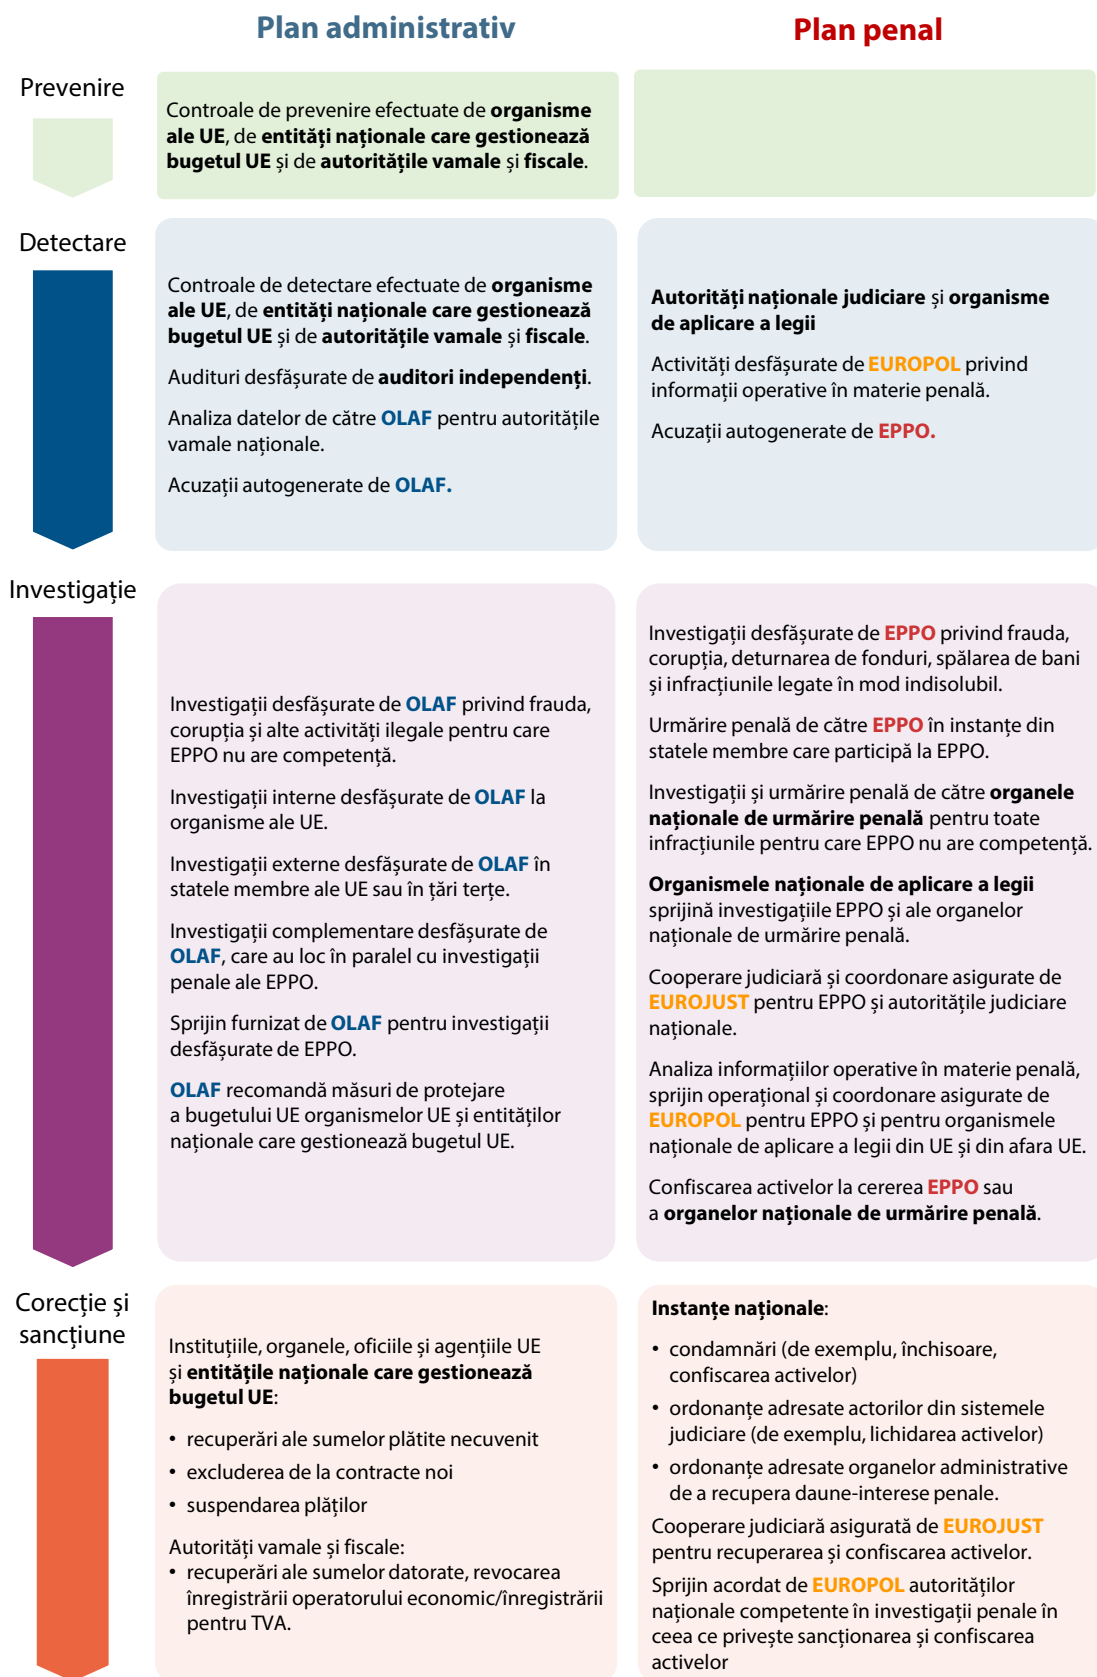 Plan administrativ
Plan penal
Prevenire
Controale de prevenire efectuate de organisme
ale UE, de entități naționale care gestionează
bugetul UE și de autoritățile vamale și fiscale.
Detectare
Controale de detectare efectuate de organisme
ale UE, de entități naționale care gestionează
bugetul UE și de autoritățile vamale și fiscale.
Audituri desfășurate de auditori independenți.
Analiza datelor de către OLAF pentru autoritățile
vamale naționale.
Acuzații autogenerate de OLAF.
Autorități naționale judiciare și organisme
de aplicare a legii
Activități desfășurate de EUROPOL privind
informații operative în materie penală.
Acuzații autogenerate de EPPO.
Investigație
Investigații desfășurate de OLAF privind frauda,
corupția și alte activități ilegale pentru care
EPPO nu are competență.
Investigații interne desfășurate de OLAF la
organisme ale UE.
Investigații externe desfășurate de OLAF în
statele membre ale UE sau în țări terțe.
Investigații complementare desfășurate de
OLAF, care au loc în paralel cu investigații
penale ale EPPO.
Sprijin furnizat de OLAF pentru investigații
desfășurate de EPPO.
OLAF recomandă măsuri de protejare
a bugetului UE organismelor UE și entităților
naționale care gestionează bugetul UE.
Investigații desfășurate de EPPO privind frauda,
corupția, deturnarea de fonduri, spălarea de bani
și infracțiunile legate în mod indisolubil.
Urmărire penală de către EPPO în instanțe din
statele membre care participă la EPPO.
Investigații și urmărire penală de către organele
naționale de urmărire penală pentru toate
infracțiunile pentru care EPPO nu are competență.
Organismele naționale de aplicare a legii
sprijină investigațiile EPPO și ale organelor
naționale de urmărire penală.
Cooperare judiciară și coordonare asigurate de
EUROJUST pentru EPPO și autoritățile judiciare
naționale.
Analiza informațiilor operative în materie penală,
sprijin operațional și coordonare asigurate de
EUROPOL pentru EPPO și pentru organismele
naționale de aplicare a legii din UE și din afara UE.
Confiscarea activelor la cererea EPPO sau
a organelor naționale de urmărire penală.
Corecție și
sancțiune
Instituțiile, organele, oficiile și agențiile UE
și entitățile naționale care gestionează
bugetul UE:
• recuperări ale sumelor plătite necuvenit
• excluderea de la contracte noi
• suspendarea plăților
Autorități vamale și fiscale:
• recuperări ale sumelor datorate, revocarea
înregistrării operatorului economic/înregistrării
pentru TVA.
Instanțe naționale:
• condamnări (de exemplu, închisoare,
confiscarea activelor)
• ordonanțe adresate actorilor din sistemele
judiciare (de exemplu, lichidarea activelor)
• ordonanțe adresate organelor administrative
de a recupera daune-interese penale.
Cooperare judiciară asigurată de EUROJUST
pentru recuperarea și confiscarea activelor.
Sprijin acordat de EUROPOL autorităților
naționale competente în investigații penale în
ceea ce privește sancționarea și confiscarea
activelor